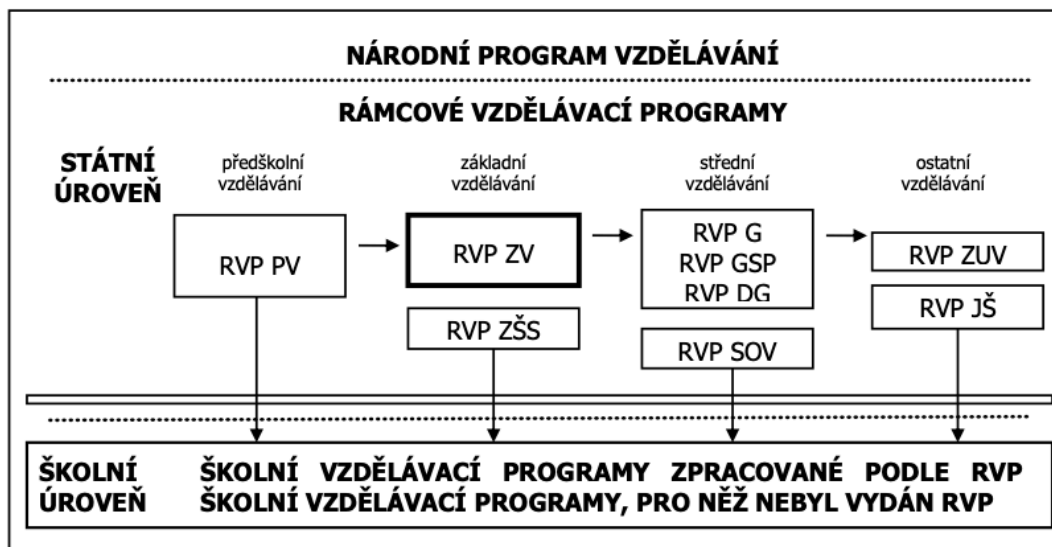 NÁRODNÍ PROGRAM VZDĚLÁVÁNÍ
RÁMCOVÉ VZDĚLÁVACÍ PROGRAMY
STÁTNÍ
ÚROVEŇ
předškolní
vzdělávání
základní
vzdělávání
střední
vzdělávání
ostatní
vzdělávání
RVP PV
RVP ZV
RVP G
RVP GSP
RVP DG
RVP ZUV
RVP ZŠS
RVP JŠ
RVP SOV
ŠKOLNÍ ÚROVEŇ
ŠKOLNÍ VZDĚLÁVACÍ PROGRAMY ZPRACOVANÉ PODLE RVP
ŠKOLNÍ VZDĚLÁVACÍ PROGRAMY, PRO NĚŽ NEBYL VYDÁN RVP